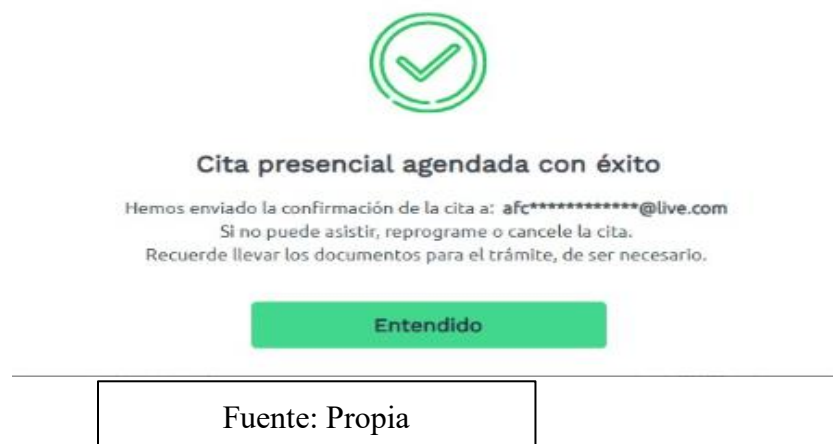 Cita presencial agendada con éxito
Hemos enviado la confirmación de la cita a: afc************@live.com
Si no puede asistir, reprograme o cancele la cita.
Recuerde llevar los documentos para el trámite, de ser necesario.
Entendido
Fuente: Propia